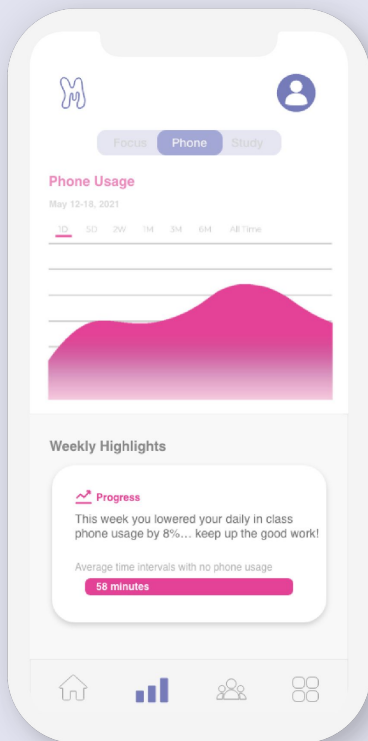 Focus Phone Study
Phone Usage
May 12-18, 2021
1D 5D 2W 1M 3M 6M All Time
Weekly Highlights
Progress
This week you lowered your daily in class
phone usage by 8%... keep up the good work!
Average time intervals with no phone usage
58 minutes